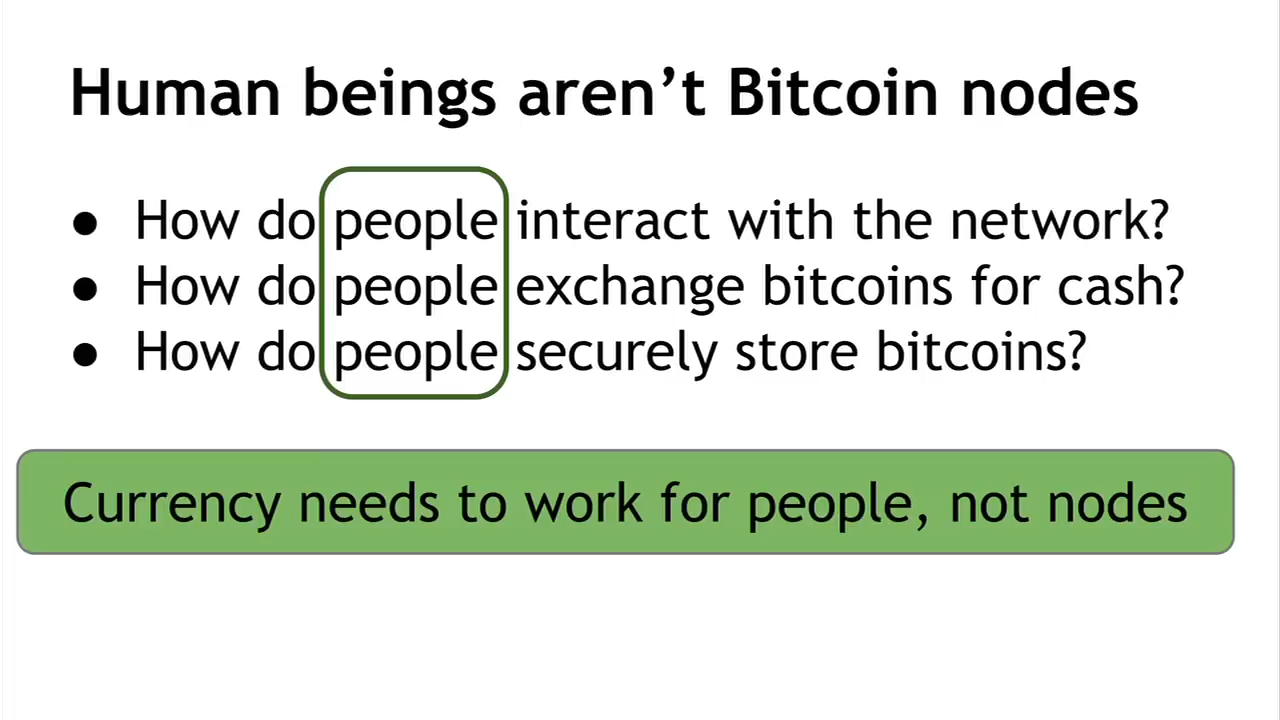 Human beings aren’t Bitcoin nodes
● How do people interact with the network?
● How do people exchange bitcoins for cash?
● How do people securely store bitcoins?
Currency needs to work for people, not nodes